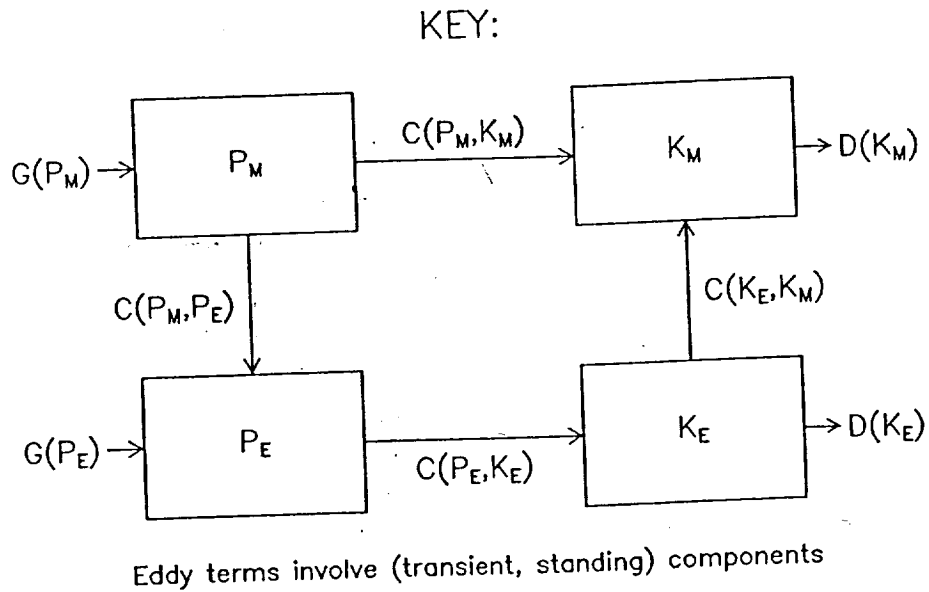 KEY:
C(P_M,K_M)
G(P_M)
P_M
K_M
D(K_M)
C(P_M,P_E)
C(K_E,K_M)
G(P_E)
P_E
C(P_E,K_E)
K_E
D(K_E)
Eddy terms involve (transient, standing) components